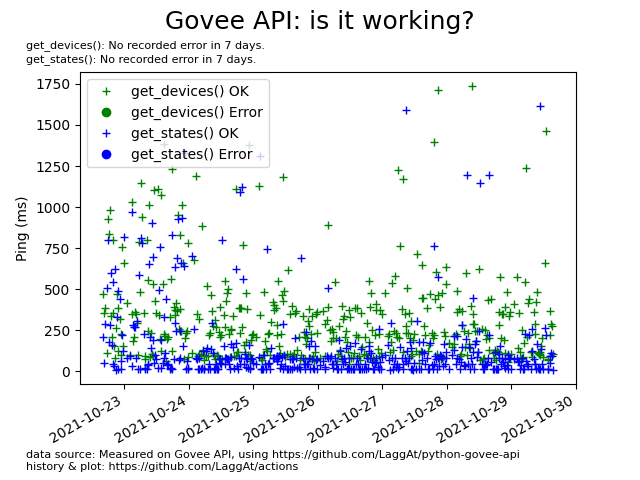 Govee API: is it working?
get_devices(): No recorded error in 7 days.
get_states(): No recorded error in 7 days.
get_devices() OK
get_devices() Error
get_states() OK
get_states() Error
Ping (ms)
1750
1500
1250
1000
750
500
250
0
2021-10-23
2021-10-24
2021-10-25
2021-10-26
2021-10-27
2021-10-28
2021-10-29
2021-10-30
data source: Measured on Govee API, using https://github.com/LaggAt/python-govee-api
history & plot: https://github.com/LaggAt/actions